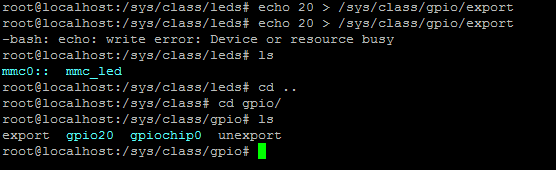 root@localhost:/sys/class/leds# echo 20 > /sys/class/gpio/export
root@localhost:/sys/class/leds# echo 20 > /sys/class/gpio/export
-bash: echo: write error: Device or resource busy
root@localhost:/sys/class/leds# ls
mmc0::  mmc_led
root@localhost:/sys/class/leds# cd ..
root@localhost:/sys/class# cd gpio/
root@localhost:/sys/class/gpio# ls
export  gpio20  gpiochip0  unexport
root@localhost:/sys/class/gpio#